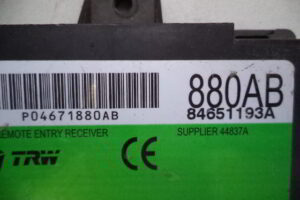 880AB
P04671880AB
84651193A
REMOTE ENTRY RECEIVER
SUPPLIER 44837A
TRW
CE